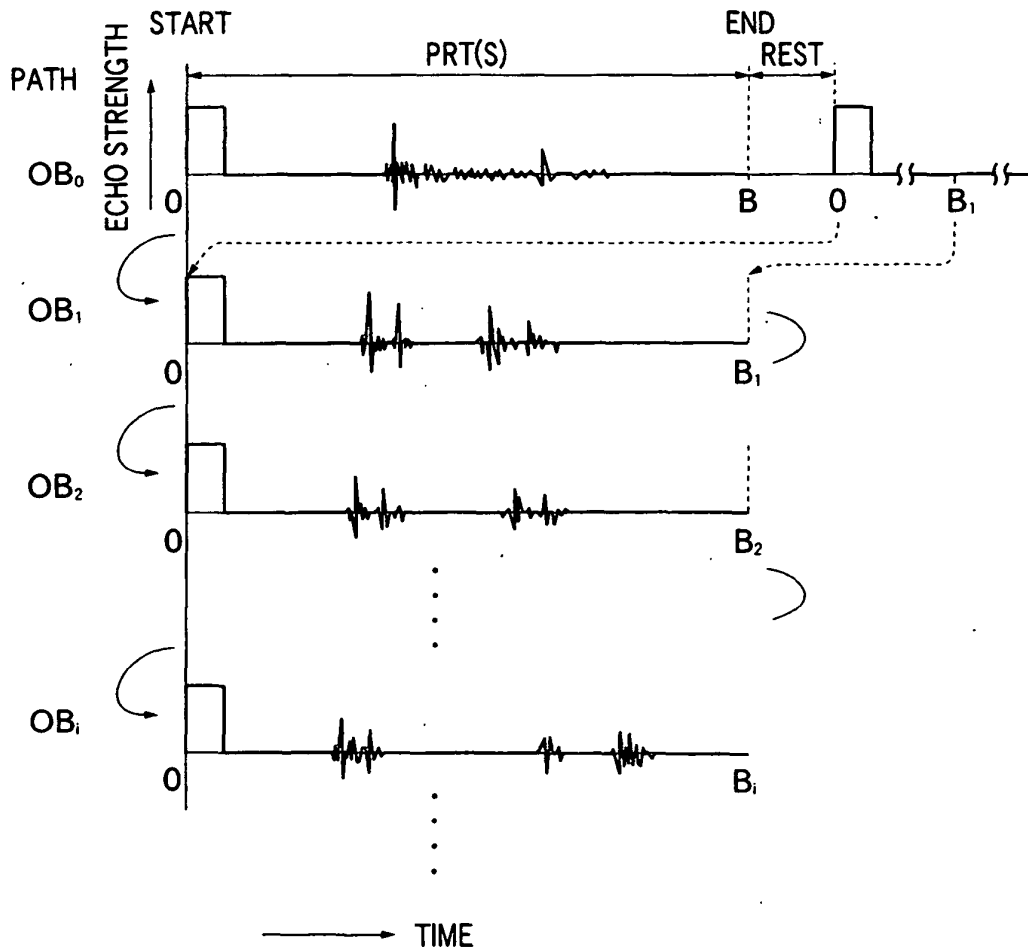 START END
PRT(S) REST
PATH
ECHO STRENGTH
OB₀
0 B 0 B₁
OB₁
0 B₁
OB₂
0 B₂
OBᵢ
0 Bᵢ
TIME